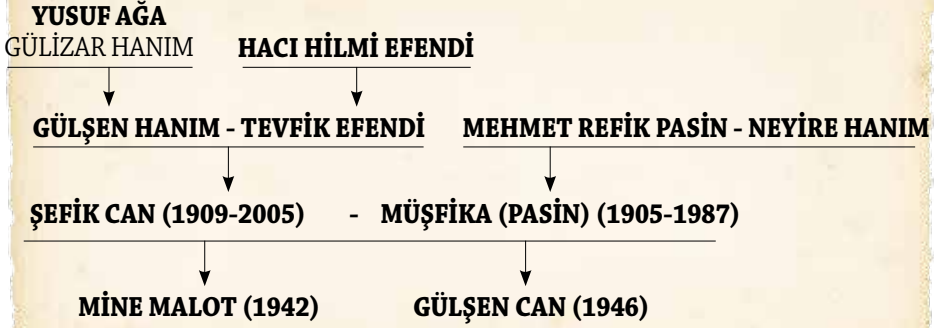 YUSUF AĞA
GÜLİZAR HANIM
HACI HİLMİ EFENDİ
GÜLŞEN HANIM - TEVFİK EFENDİ
MEHMET REFİK PASİN - NEYİRE HANIM
ŞEFİK CAN (1909-2005) - MÜŞFİKA (PASİN) (1905-1987)
MİNE MALOT (1942)
GÜLŞEN CAN (1946)